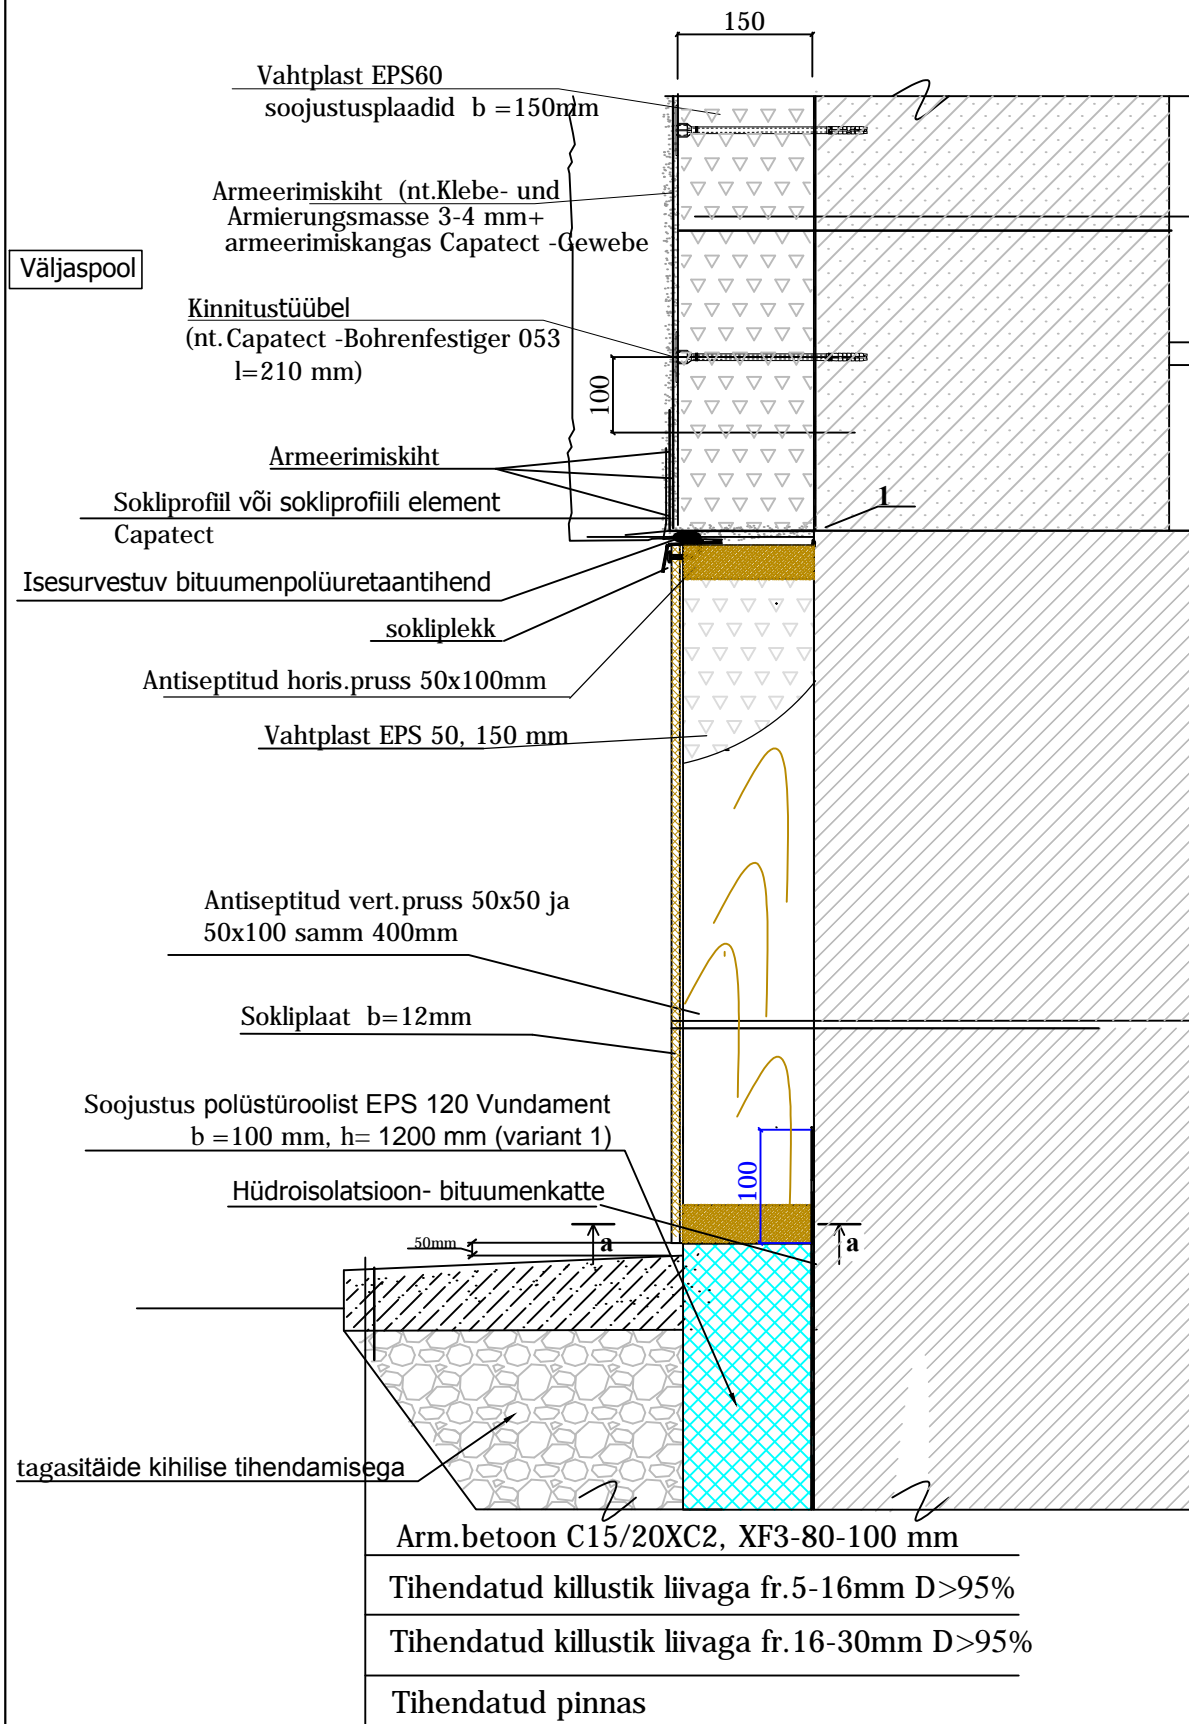 150
Vahtplast EPS60
soojustusplaadid b =150mm
Armeerimiskiht (nt.Klebe- und
Armierungsmasse 3-4 mm+
armeerimiskangas Capatect -Gewebe
Väljaspool
Kinnitustüübel
(nt. Capatect -Bohrenfestiger 053
l=210 mm)
100
Armeerimiskiht
Sokliprofiil või sokliprofiili element
Capatect
1
Isesurvestuv bituumenpolüuretaantihend
sokliplekk
Antiseptitud horis.pruss 50x100mm
Vahtplast EPS 50, 150 mm
Antiseptitud vert.pruss 50x50 ja
50x100 samm 400mm
Sokliplaat b=12mm
Soojustus polüstüroolist EPS 120 Vundament
b =100 mm, h= 1200 mm (variant 1)
100
Hüdroisolatsioon- bituumenkatte
50mm
a
a
tagasitäide kihilise tihendamisega
Arm.betoon C15/20XC2, XF3-80-100 mm
Tihendatud killustik liivaga fr.5-16mm D>95%
Tihendatud killustik liivaga fr.16-30mm D>95%
Tihendatud pinnas